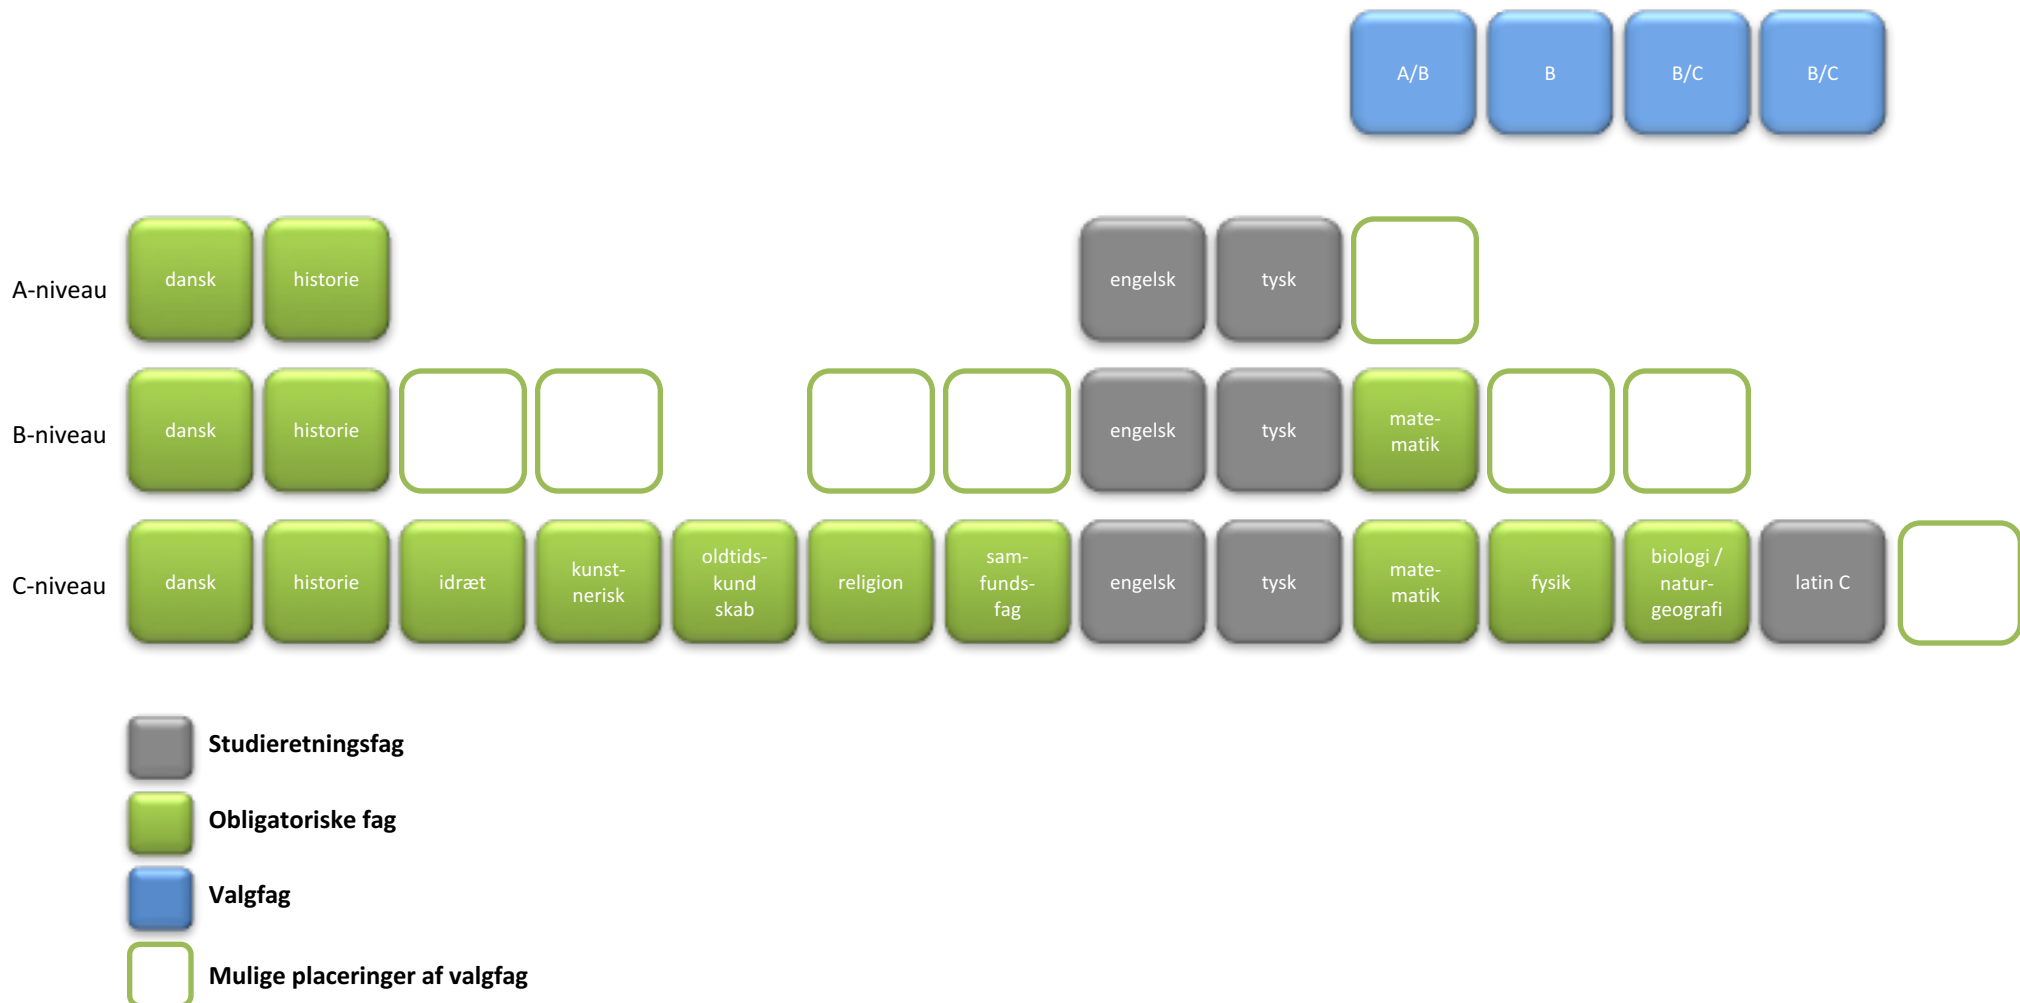 A/B
B
B/C
B/C
A-niveau
dansk
historie
engelsk
tysk
B-niveau
dansk
historie
engelsk
tysk
mate-
matik
C-niveau
dansk
historie
idræt
kunst-
nerisk
oldtids-
kund
skab
religion
sam-
funds-
fag
engelsk
tysk
mate-
matik
fysik
biologi /
natur-
geografi
latin C
Studieretningsfag
Obligatoriske fag
Valgfag
Mulige placeringer af valgfag